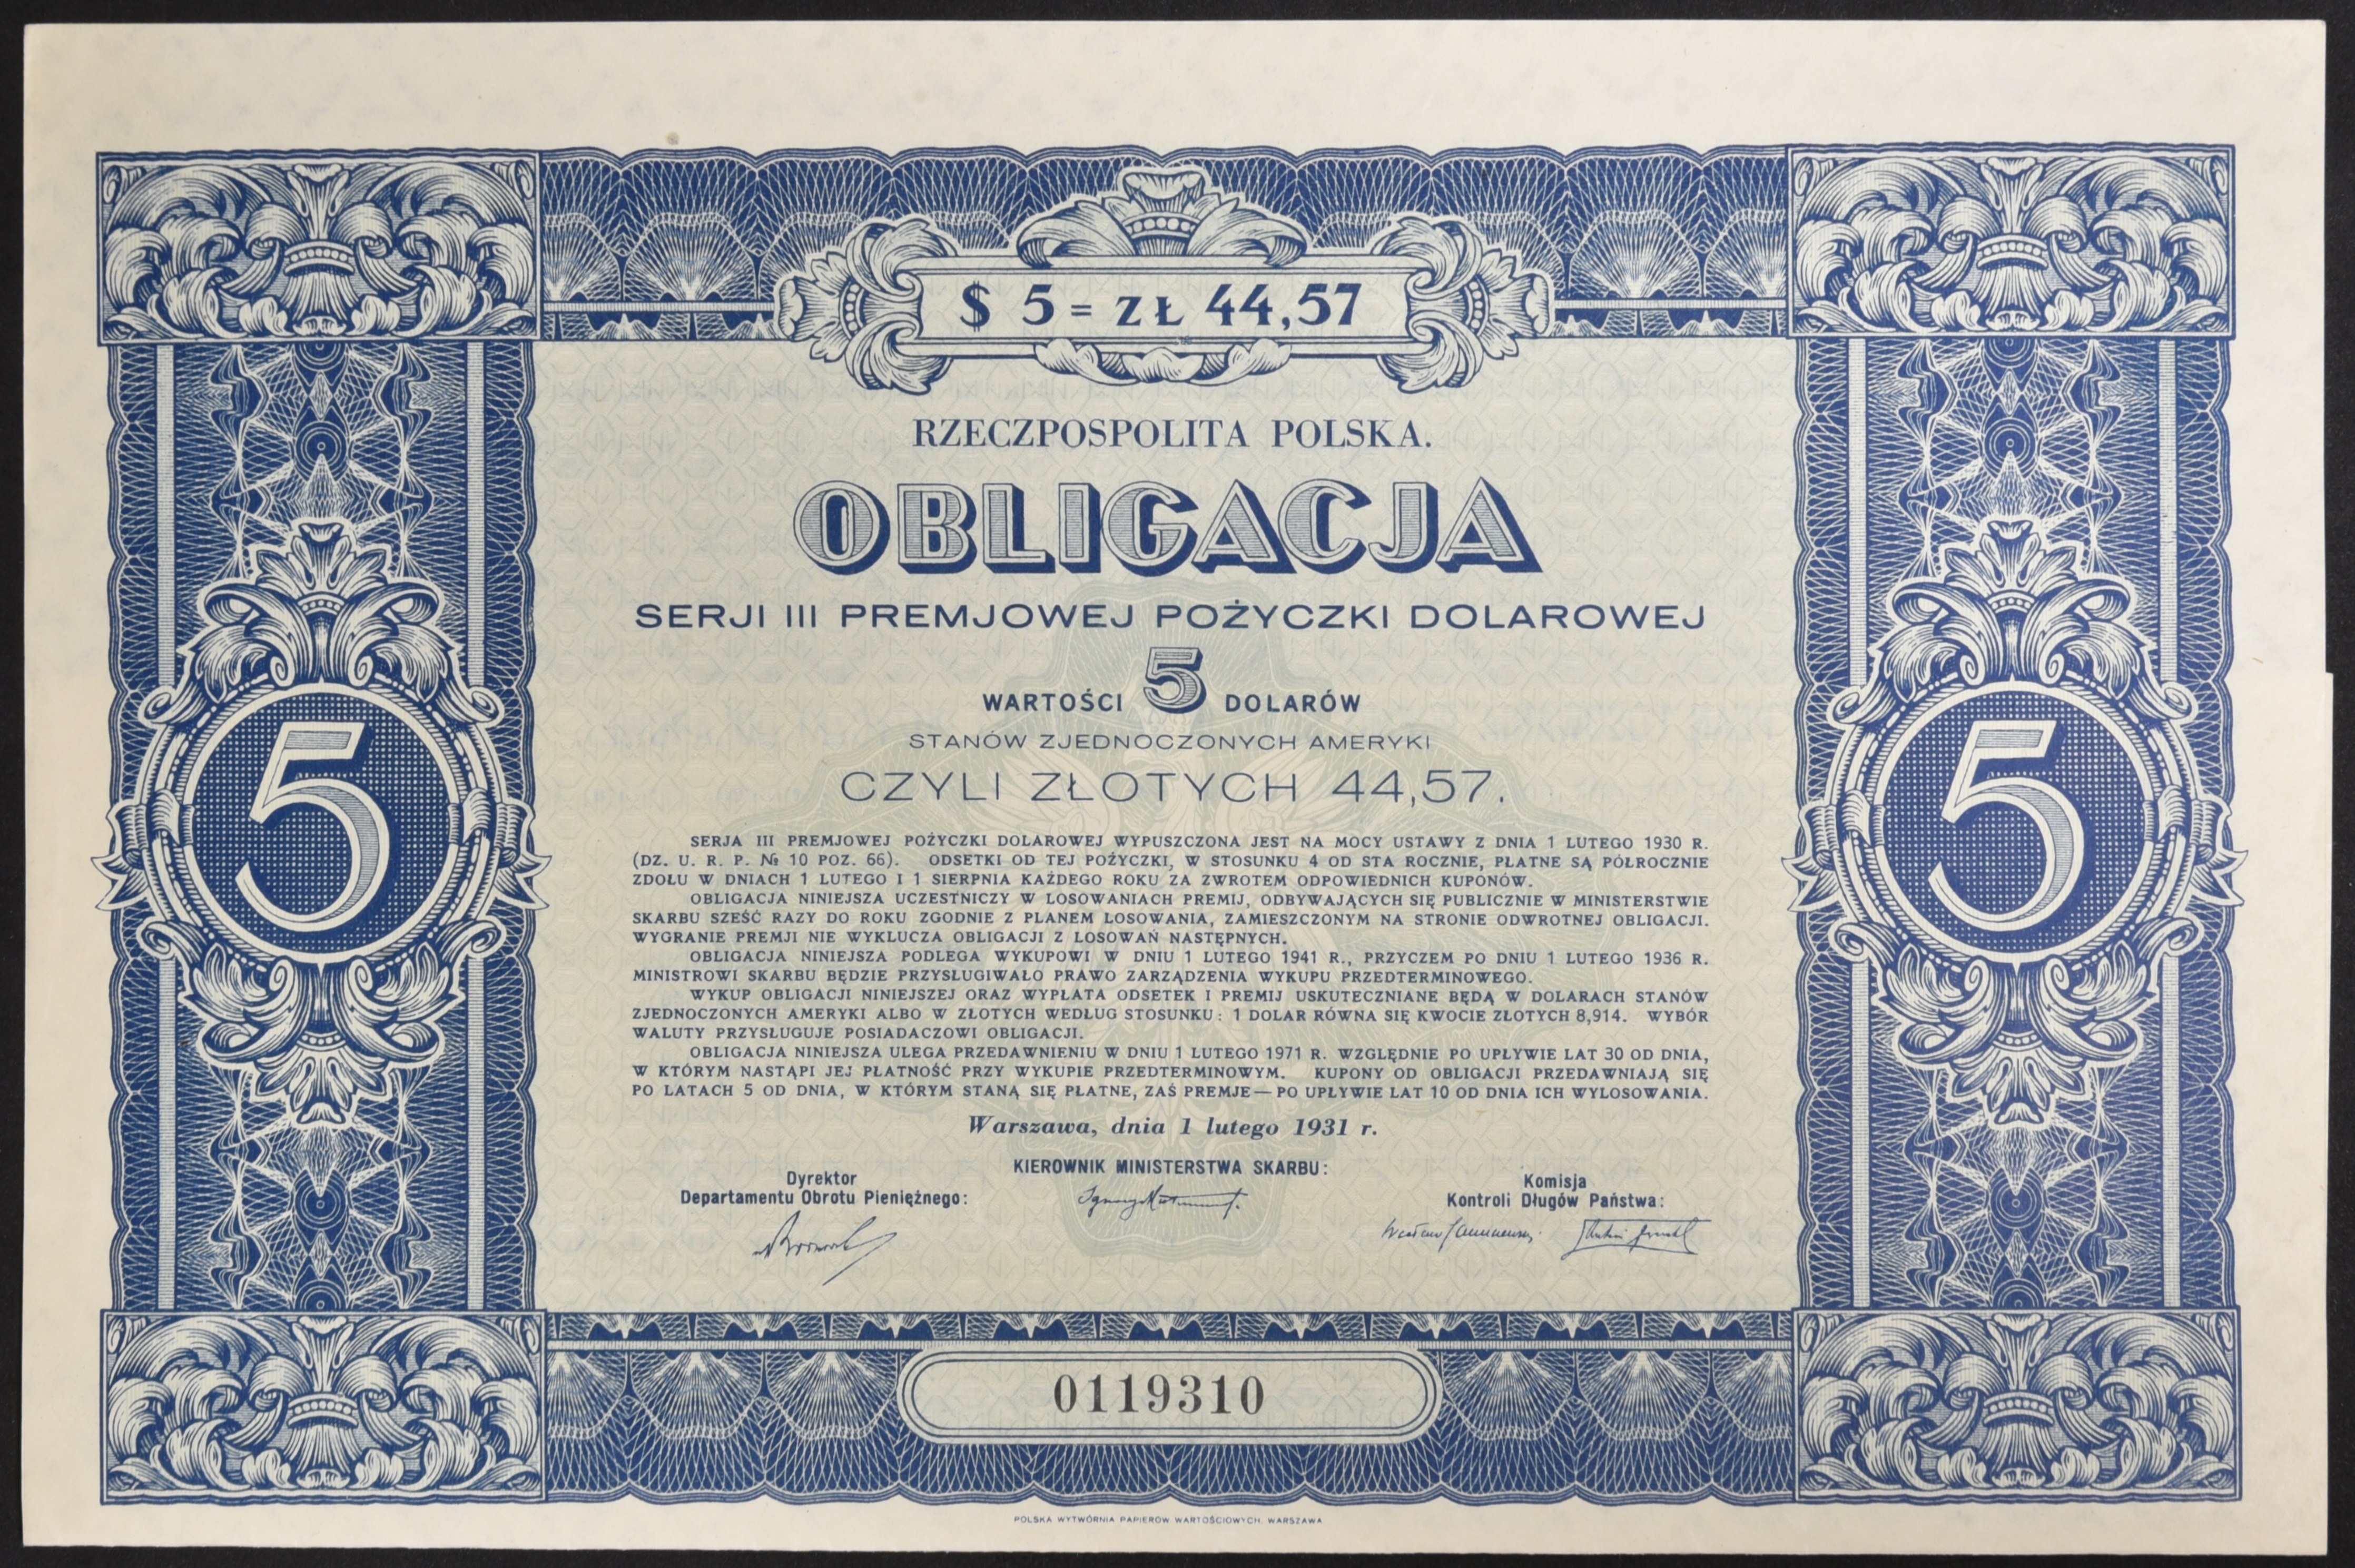 $ 5 = ZŁ 44,57
RZECZPOSPOLITA POLSKA.
OBLIGACJA
SERJI III PREMJOWEJ POŻYCZKI DOLAROWEJ
WARTOŚCI 5 DOLARÓW
STANÓW ZJEDNOCZONYCH AMERYKI
CZYLI ZŁOTYCH 44,57.
5
5
SERJA III PREMJOWEJ POŻYCZKI DOLAROWEJ WYPUSZCZONA JEST NA MOCY USTAWY Z DNIA 1 LUTEGO 1930 R.
(DZ. U. R. P. № 10 POZ. 66). ODSETKI OD TEJ POŻYCZKI, W STOSUNKU 4 OD STA ROCZNIE, PŁATNE SĄ PÓŁROCZNIE
ZDOŁU W DNIACH 1 LUTEGO I 1 SIERPNIA KAŻDEGO ROKU ZA ZWROTEM ODPOWIEDNICH KUPONÓW.
OBLIGACJA NINIEJSZA UCZESTNICZY W LOSOWANIACH PREMIJ, ODBYWAJĄCYCH SIĘ PUBLICZNIE W MINISTERSTWIE
SKARBU SZEŚĆ RAZY DO ROKU ZGODNIE Z PLANEM LOSOWANIA, ZAMIESZCZONYM NA STRONIE ODWROTNEJ OBLIGACJI.
WYGRANIE PREMJI NIE WYKLUCZA OBLIGACJI Z LOSOWAŃ NASTĘPNYCH.
OBLIGACJA NINIEJSZA PODLEGA WYKUPOWI W DNIU 1 LUTEGO 1941 R., PRZYCZEM PO DNIU 1 LUTEGO 1936 R.
MINISTROWI SKARBU BĘDZIE PRZYSŁUGIWAŁO PRAWO ZARZĄDZENIA WYKUPU PRZEDTERMINOWEGO.
WYKUP OBLIGACJI NINIEJSZEJ ORAZ WYPŁATA ODSETEK I PREMIJ USKUTECZNIANE BĘDĄ W DOLARACH STANÓW
ZJEDNOCZONYCH AMERYKI ALBO W ZŁOTYCH WEDŁUG STOSUNKU: 1 DOLAR RÓWNA SIĘ KWOCIE ZŁOTYCH 8,914. WYBÓR
WALUTY PRZYSŁUGUJE POSIADACZOWI OBLIGACJI.
OBLIGACJA NINIEJSZA ULEGA PRZEDAWNIENIU W DNIU 1 LUTEGO 1971 R. WZGLĘDNIE PO UPŁYWIE LAT 30 OD DNIA,
W KTÓRYM NASTĄPI JEJ PŁATNOŚĆ PRZY WYKUPIE PRZEDTERMINOWYM. KUPONY OD OBLIGACJI PRZEDAWNIAJĄ SIĘ
PO LATACH 5 OD DNIA, W KTÓRYM STANĄ SIĘ PŁATNE, ZAŚ PREMJE — PO UPŁYWIE LAT 10 OD DNIA ICH WYLOSOWANIA.
Warszawa, dnia 1 lutego 1931 r.
KIEROWNIK MINISTERSTWA SKARBU:
Dyrektor
Departamentu Obrotu Pieniężnego:
Komisja
Kontroli Długów Państwa:
0119310
POLSKA WYTWÓRNIA PAPIERÓW WARTOŚCIOWYCH. WARSZAWA